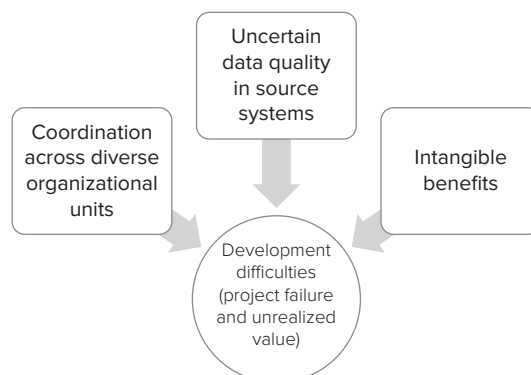 Uncertain
data quality
in source
systems
Coordination
across diverse
organizational
units
Intangible
benefits
Development
difficulties
(project failure
and unrealized
value)